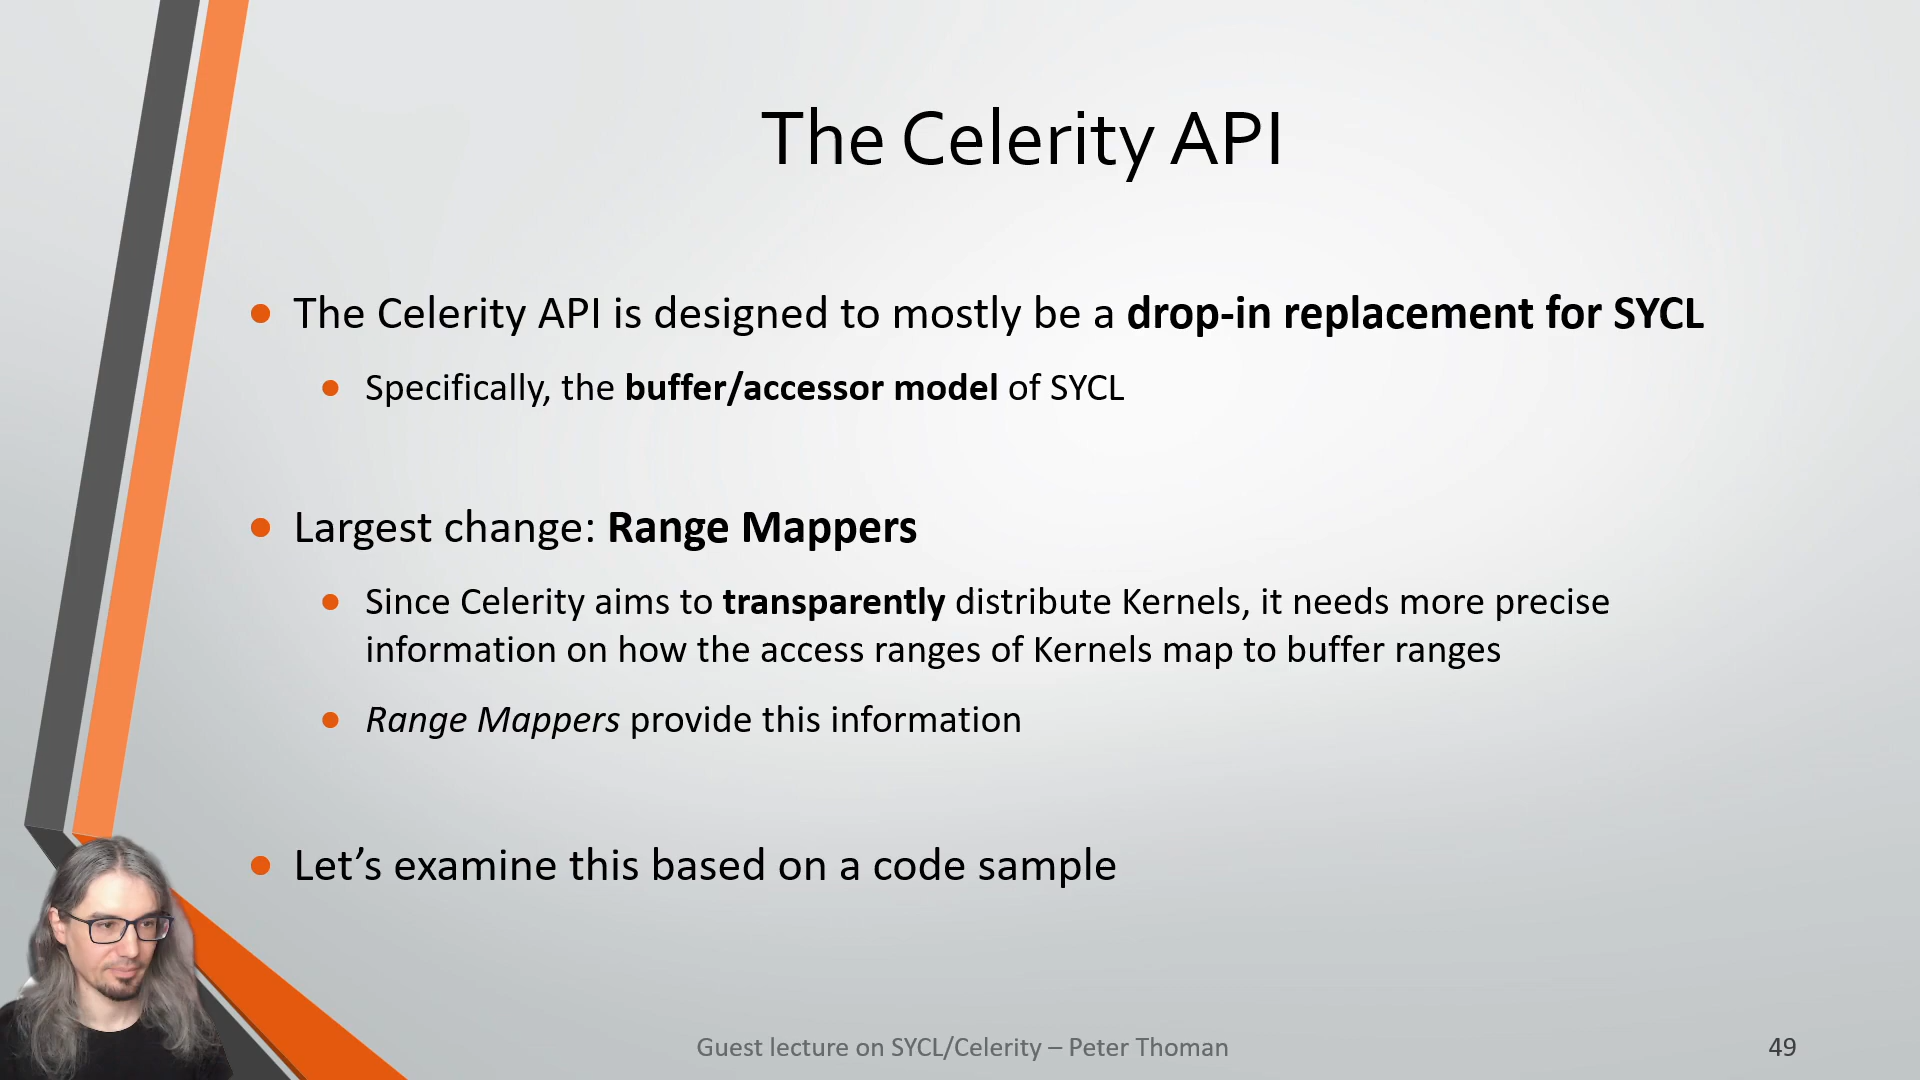 The Celerity API
The Celerity API is designed to mostly be a drop-in replacement for SYCL
Specifically, the buffer/accessor model of SYCL
Largest change: Range Mappers
Since Celerity aims to transparently distribute Kernels, it needs more precise
information on how the access ranges of Kernels map to buffer ranges
Range Mappers provide this information
Let’s examine this based on a code sample
Guest lecture on SYCL/Celerity – Peter Thoman
49